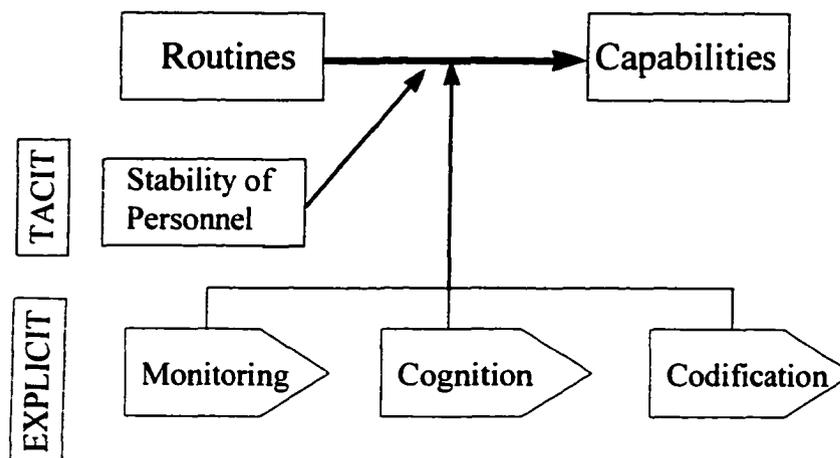 Routines
Capabilities
TACIT
Stability of
Personnel
EXPLICIT
Monitoring
Cognition
Codification